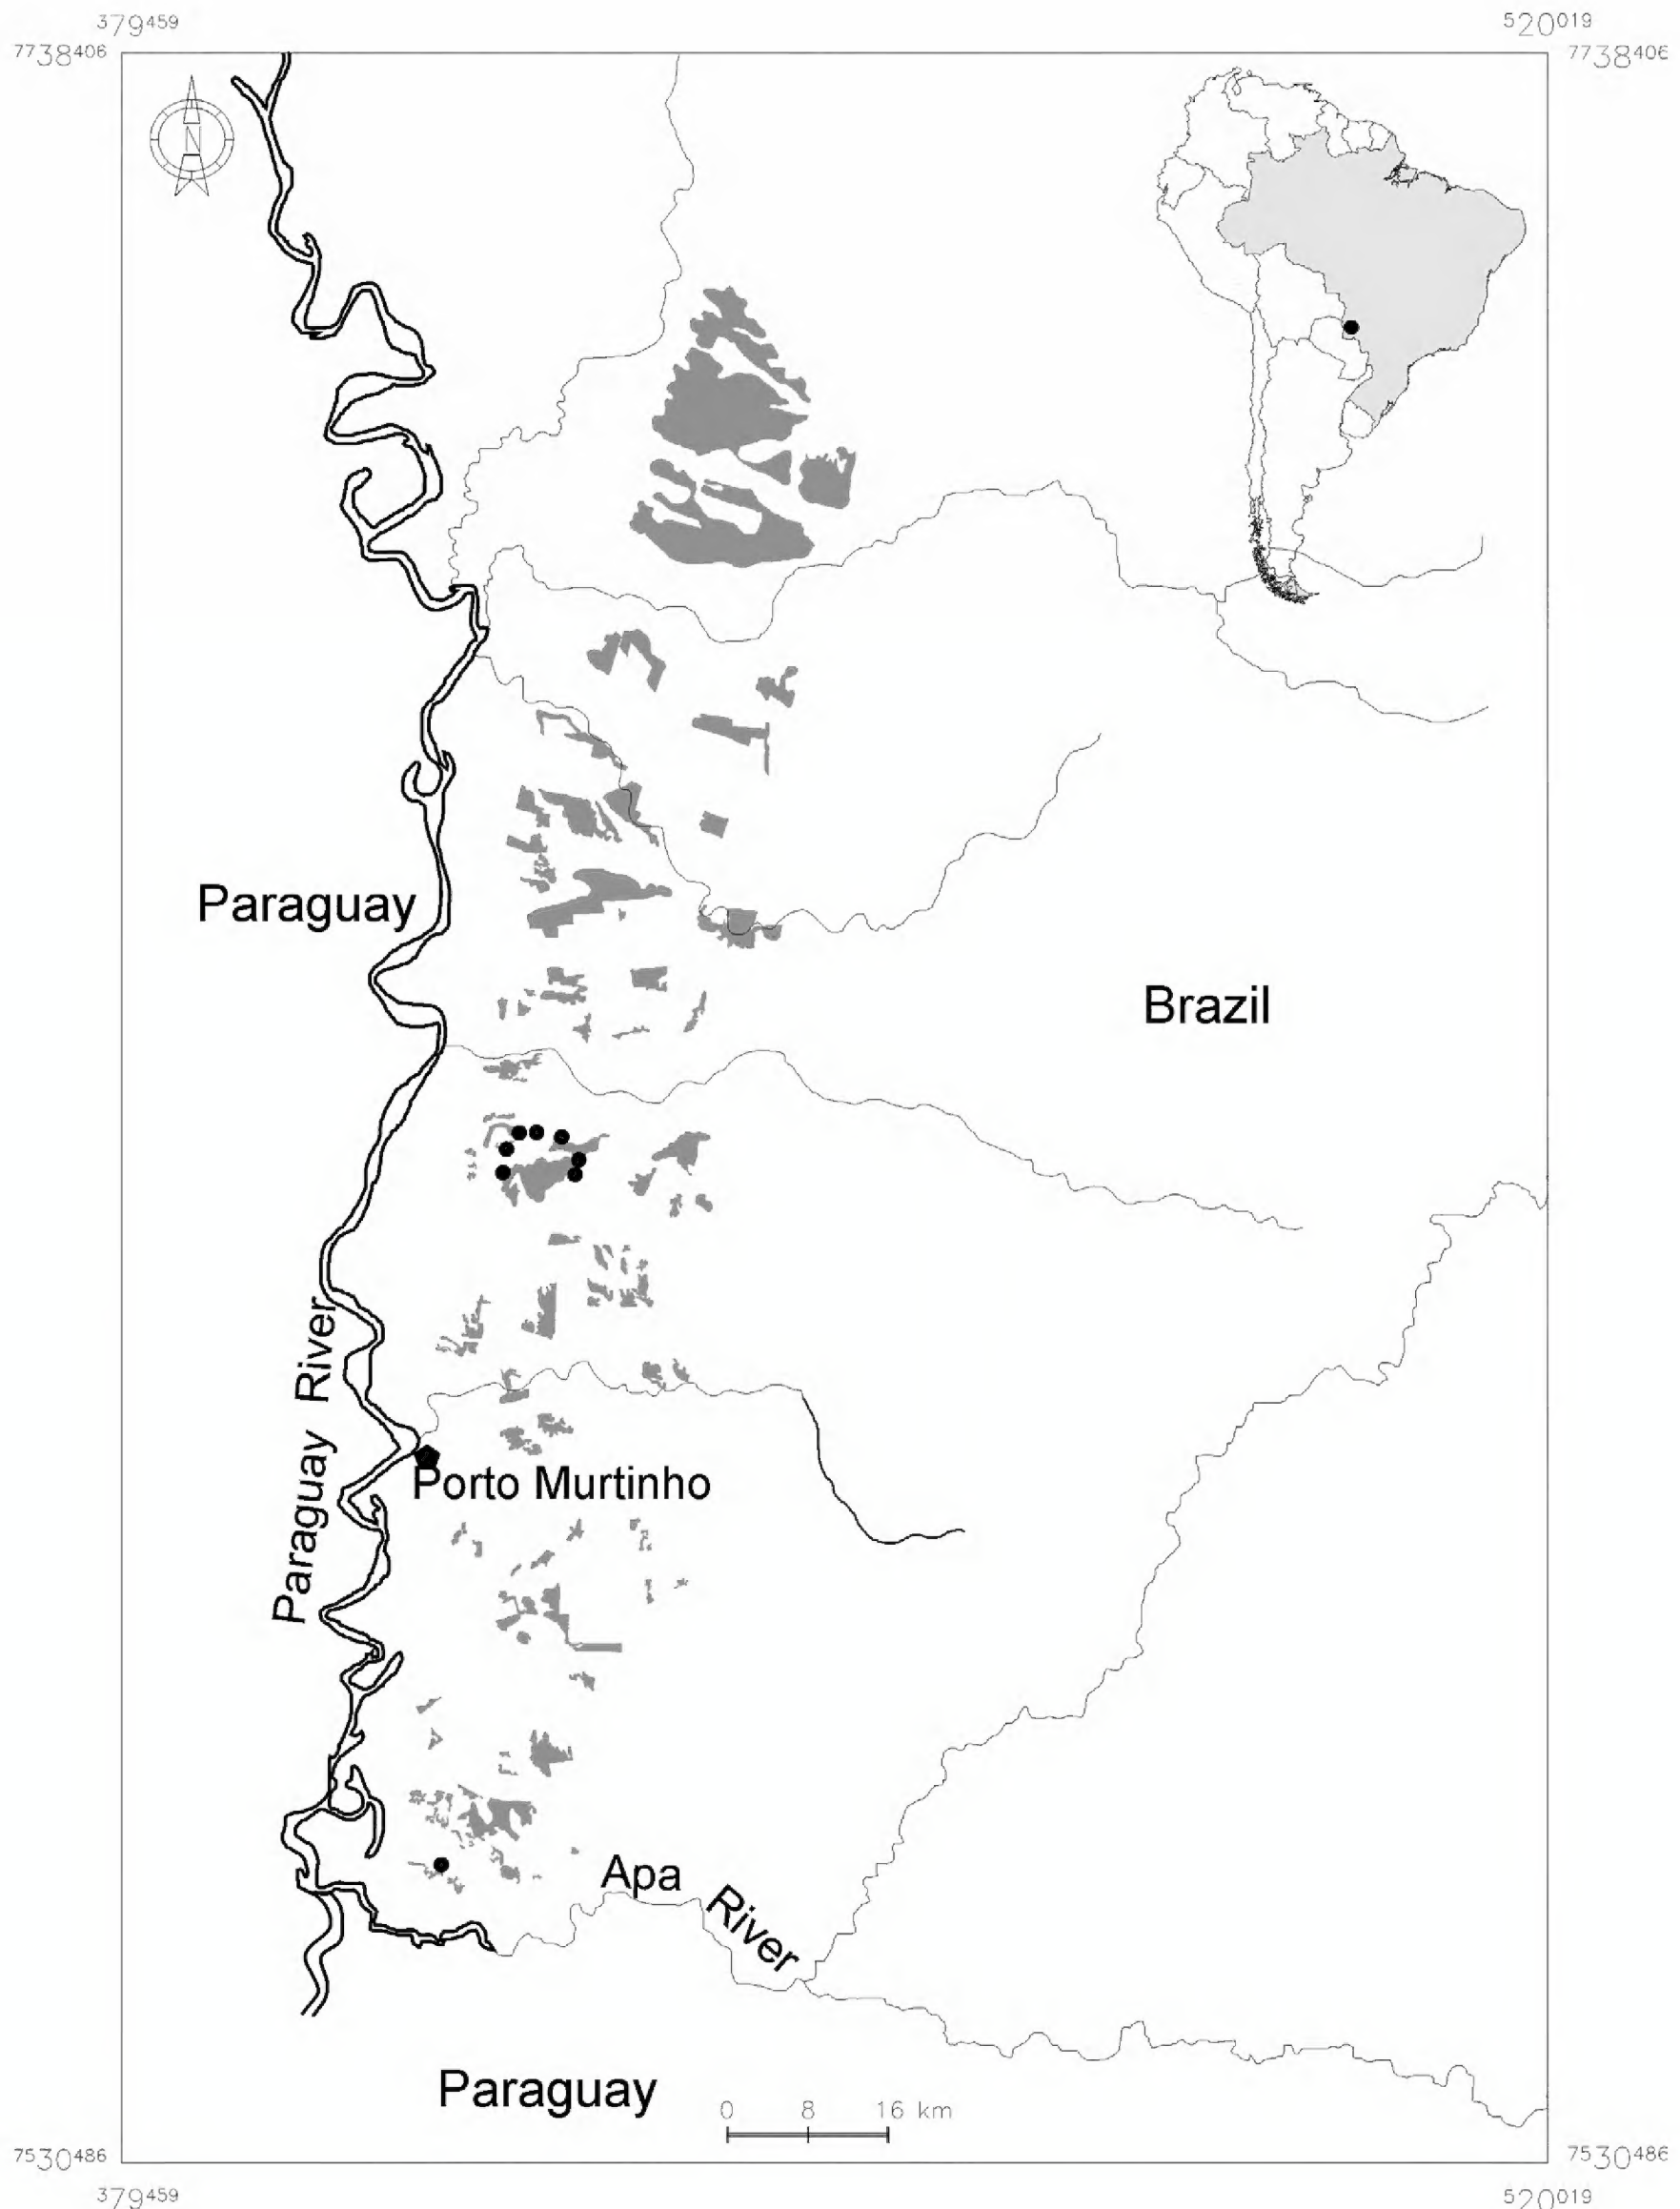 379459
520019
7738406
7738406
N
Paraguay
Brazil
Paraguay River
Porto Murtinho
Apa River
Paraguay
0 8 16 km
7530486
7530486
379459
520019